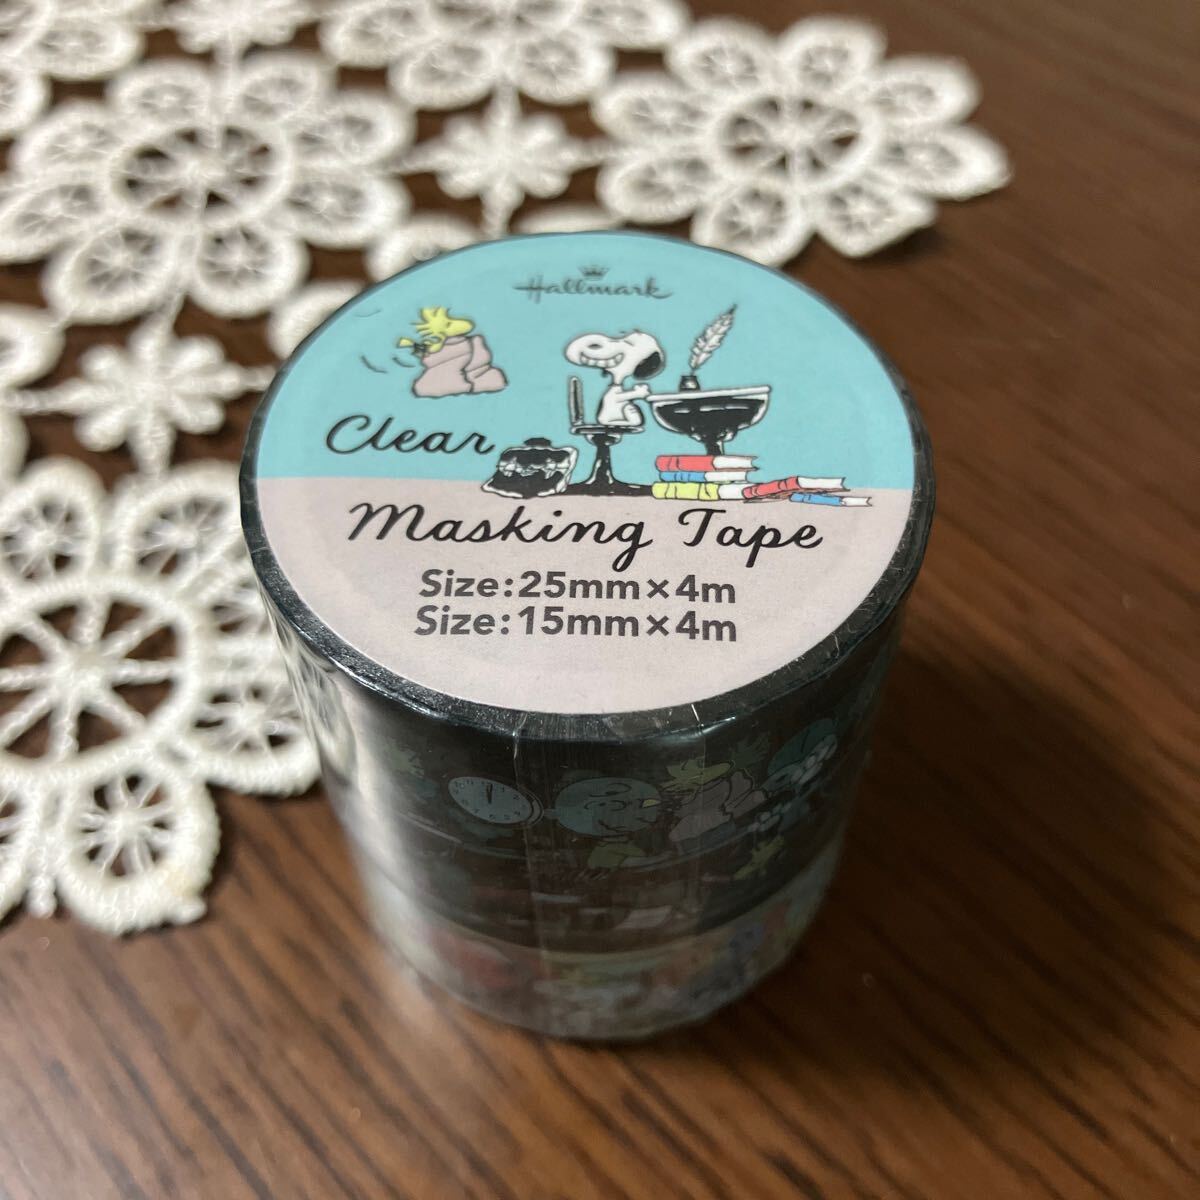 Hallmark
Clear
Masking Tape
Size:25mm×4m
Size:15mm×4m